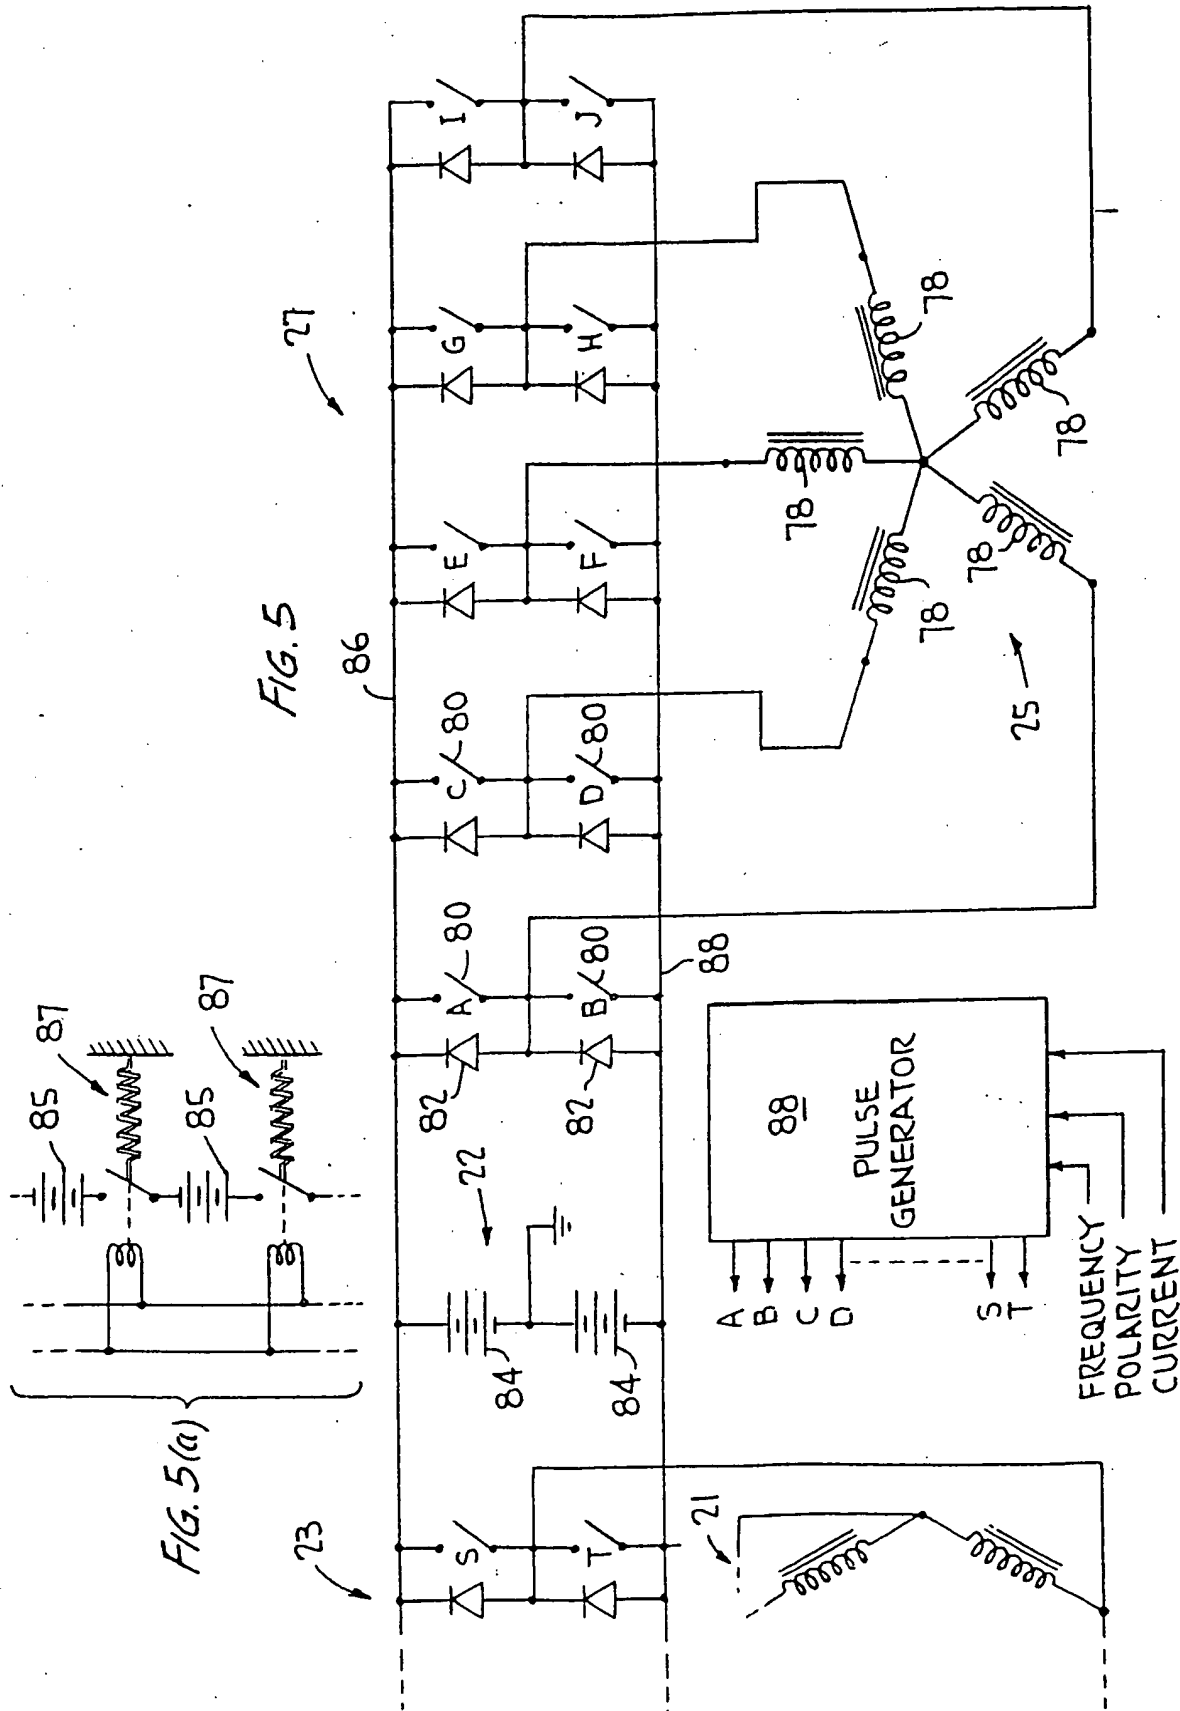 FIG. 5
FIG. 5(a)
85
87
85
87
27
86
23
22
84
84
82
82
A
80
B
80
C
80
D
80
E
F
G
H
I
J
S
T
88
21
25
78
78
78
78
78
88
PULSE
GENERATOR
A
B
C
D
S
T
FREQUENCY
POLARITY
CURRENT